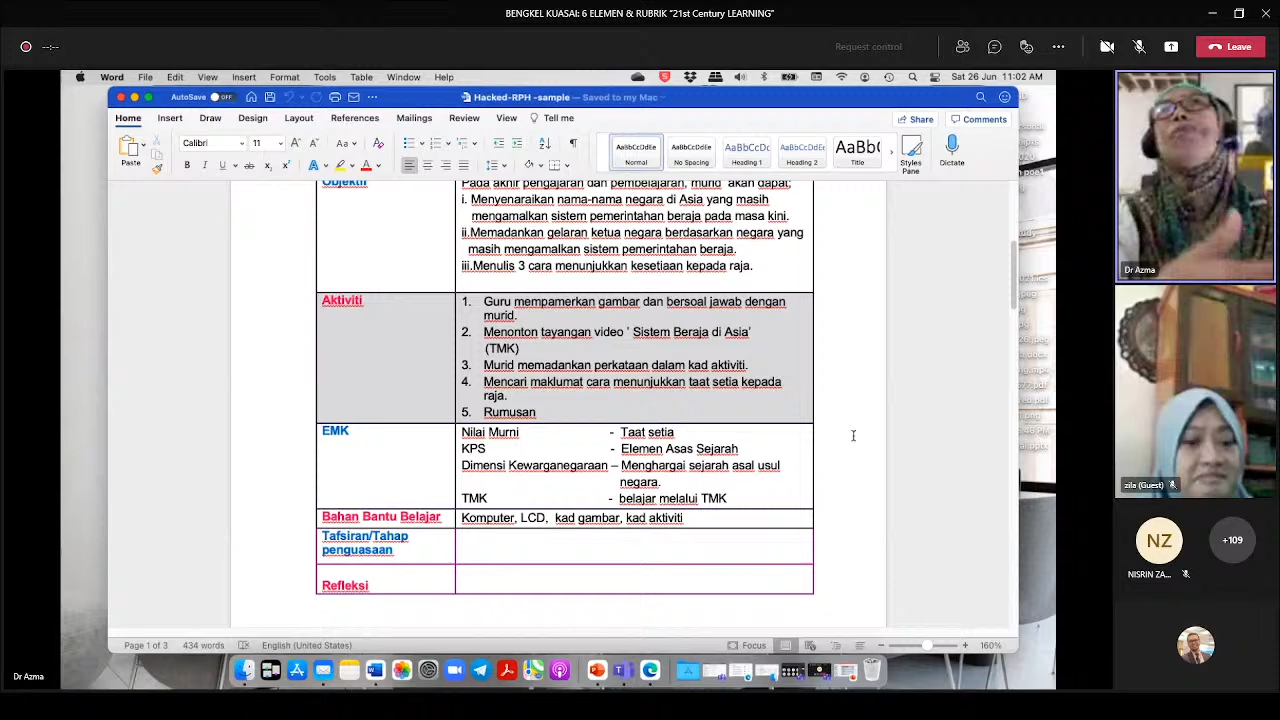 BENGKEL KUASAI: 6 ELEMEN & RUBRIK "21st Century LEARNING"
--:--
Request control
Leave
Word File Edit View Insert Format Tools Table Window Help
Sat 26 Jun 11:02 AM
AutoSave OFF
Hacked-RPH -sample — Saved to my Mac
Home Insert Draw Design Layout References Mailings Review View Tell me
Share Comments
Paste
Calibri 11
AaBbCcDdEe AaBbCcDdEe AaBbCcDc AaBbCcDdEe AaBb(
Normal No Spacing Heading 1 Heading 2 Title
Styles Pane
Dictate
Objektif
Pada akhir pengajaran dan pembelajaran, murid akan dapat;
i. Menyenaraikan nama-nama negara di Asia yang masih
mengamalkan sistem pemerintahan beraja pada masa kini.
ii.Memadankan gelaran ketua negara berdasarkan negara yang
masih mengamalkan sistem pemerintahan beraja.
iii.Menulis 3 cara menunjukkan kesetiaan kepada raja.
Aktiviti
1. Guru mempamerkan gambar dan bersoal jawab dengan
murid.
2. Menonton tayangan video ' Sistem Beraja di Asia'
(TMK)
3. Murid memadankan perkataan dalam kad aktiviti.
4. Mencari maklumat cara menunjukkan taat setia kepada
raja.
5. Rumusan
EMK
Nilai Murni - Taat setia
KPS - Elemen Asas Sejarah
Dimensi Kewarganegaraan – Menghargai sejarah asal usul
negara.
TMK - belajar melalui TMK
Bahan Bantu Belajar
Komputer, LCD, kad gambar, kad aktiviti
Tafsiran/Tahap
penguasaan
Refleksi
Page 1 of 3 434 words English (United States)
Focus
160%
Dr Azma
Dr Azma
zila (Guest)
NZ
+109
NISRIN ZA...